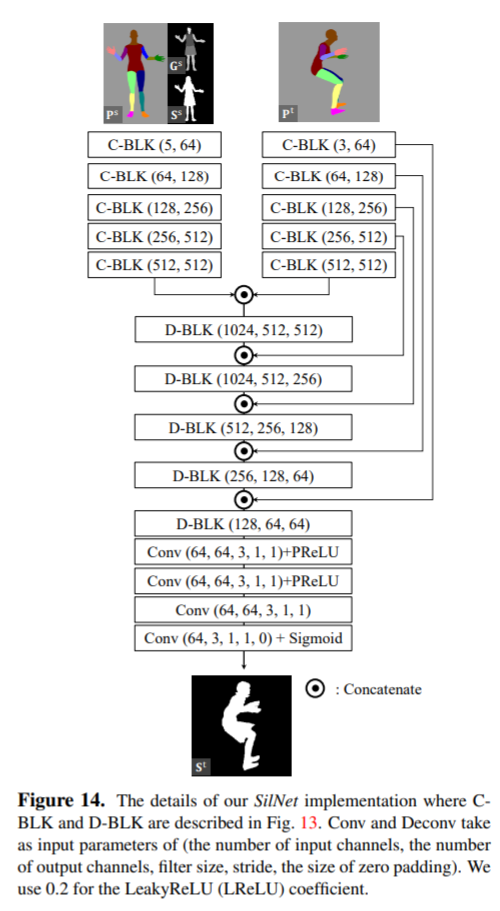 Gˢ
Pˢ
Sˢ
Pᵗ
C-BLK (5, 64)
C-BLK (64, 128)
C-BLK (128, 256)
C-BLK (256, 512)
C-BLK (512, 512)
C-BLK (3, 64)
C-BLK (64, 128)
C-BLK (128, 256)
C-BLK (256, 512)
C-BLK (512, 512)
D-BLK (1024, 512, 512)
D-BLK (1024, 512, 256)
D-BLK (512, 256, 128)
D-BLK (256, 128, 64)
D-BLK (128, 64, 64)
Conv (64, 64, 3, 1, 1)+PReLU
Conv (64, 64, 3, 1, 1)+PReLU
Conv (64, 64, 3, 1, 1)
Conv (64, 3, 1, 1, 0) + Sigmoid
: Concatenate
Sᵗ
Figure 14. The details of our SilNet implementation where C-
BLK and D-BLK are described in Fig. 13. Conv and Deconv take
as input parameters of (the number of input channels, the number
of output channels, filter size, stride, the size of zero padding). We
use 0.2 for the LeakyReLU (LReLU) coefficient.